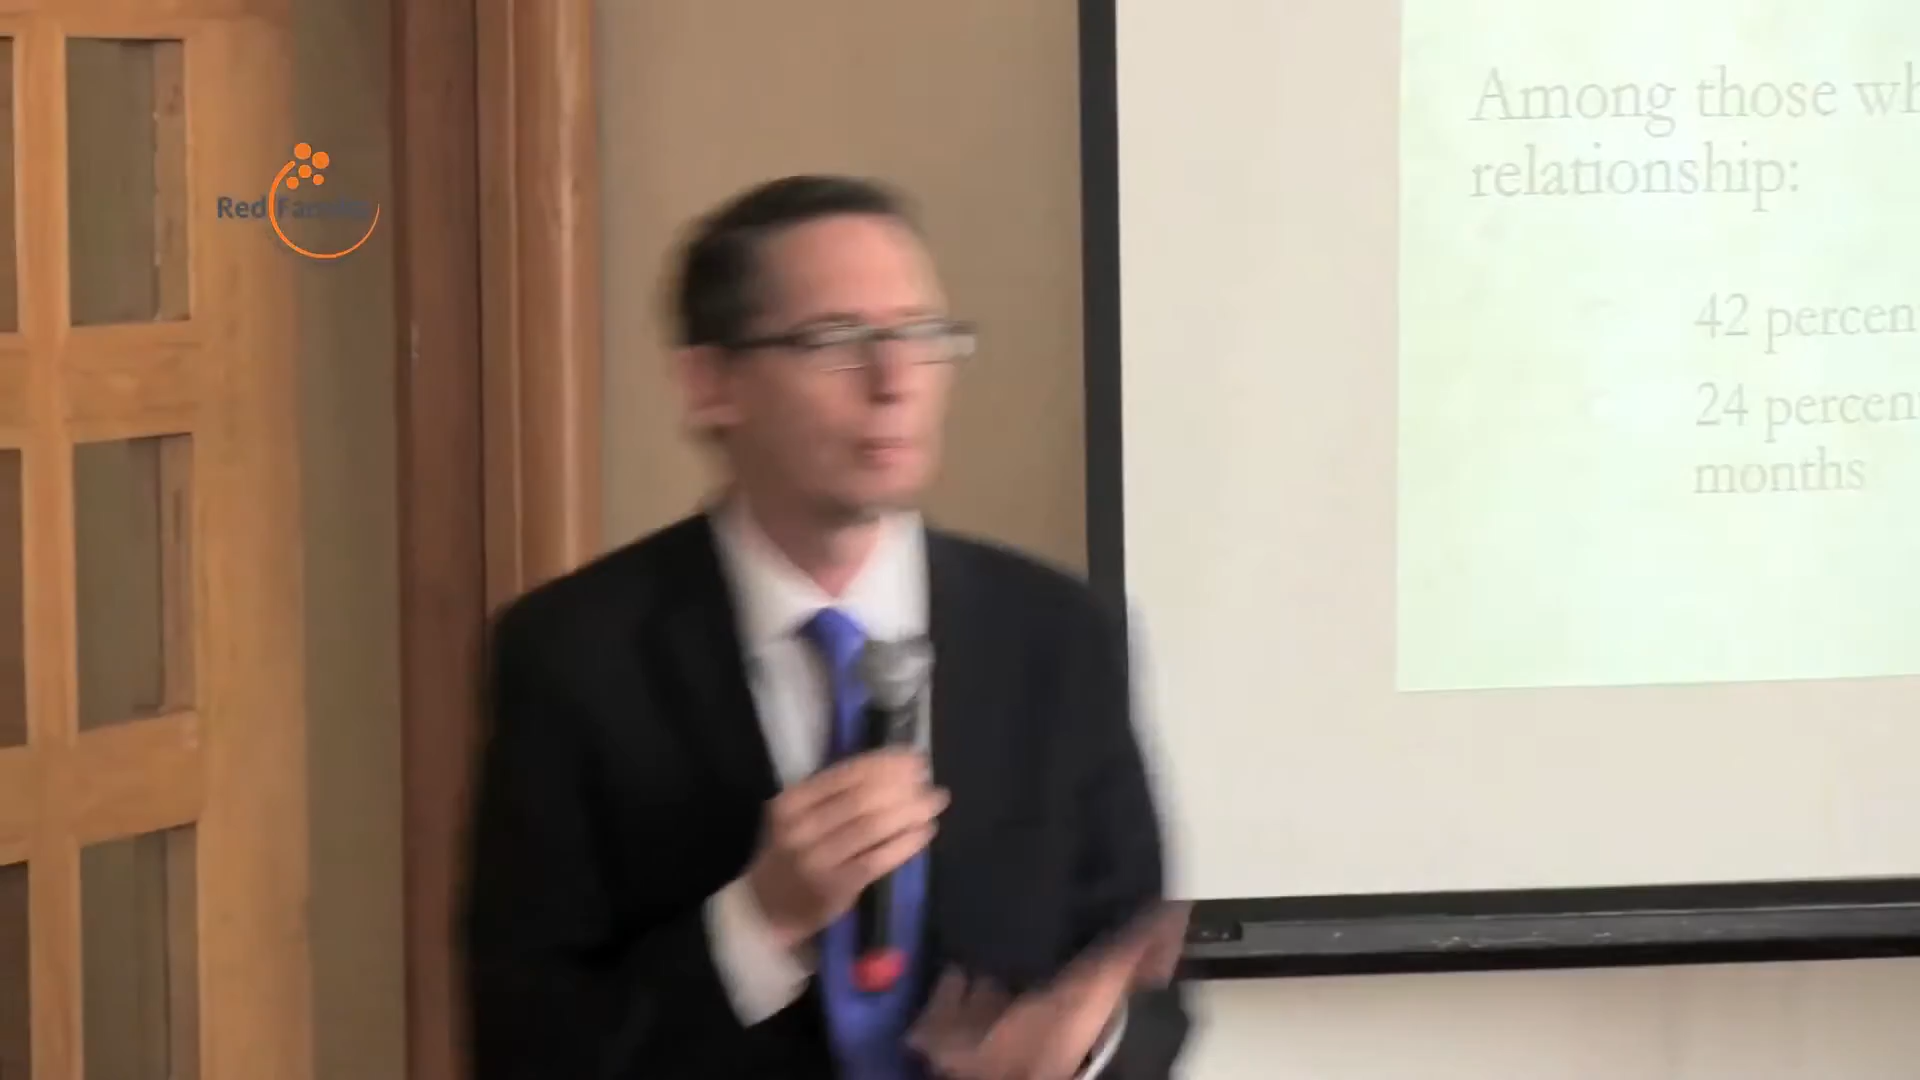 Red Familia
Among those wh
relationship:
42 percen
24 percen
months